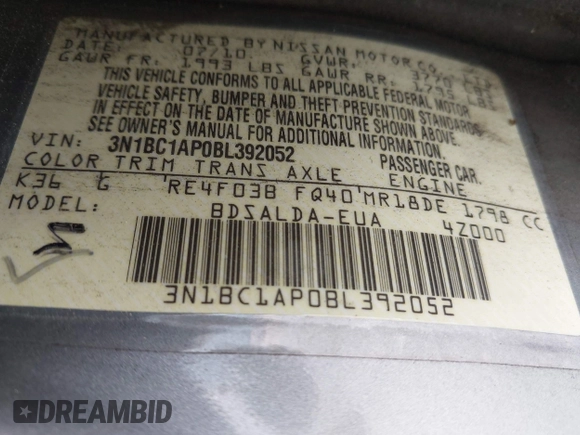 MANUFACTURED BY NISSAN MOTOR CO.
DATE: 07/10 GVWR:
GAWR FR: 1993 LBS GAWR RR: 1795 LBS
THIS VEHICLE CONFORMS TO ALL APPLICABLE FEDERAL MOTOR
VEHICLE SAFETY, BUMPER AND THEFT PREVENTION STANDARDS
IN EFFECT ON THE DATE OF MANUFACTURE SHOWN ABOVE.
SEE OWNER'S MANUAL FOR ADDITIONAL INFORMATION.
VIN: 3N1BC1AP0BL392052 PASSENGER CAR.
COLOR TRIM TRANS AXLE ENGINE
K36 G RE4F03B FQ40 MR18DE 1798 CC
MODEL: BDSALDA-EUA 4Z000
3N1BC1AP0BL392052
DREAMBID